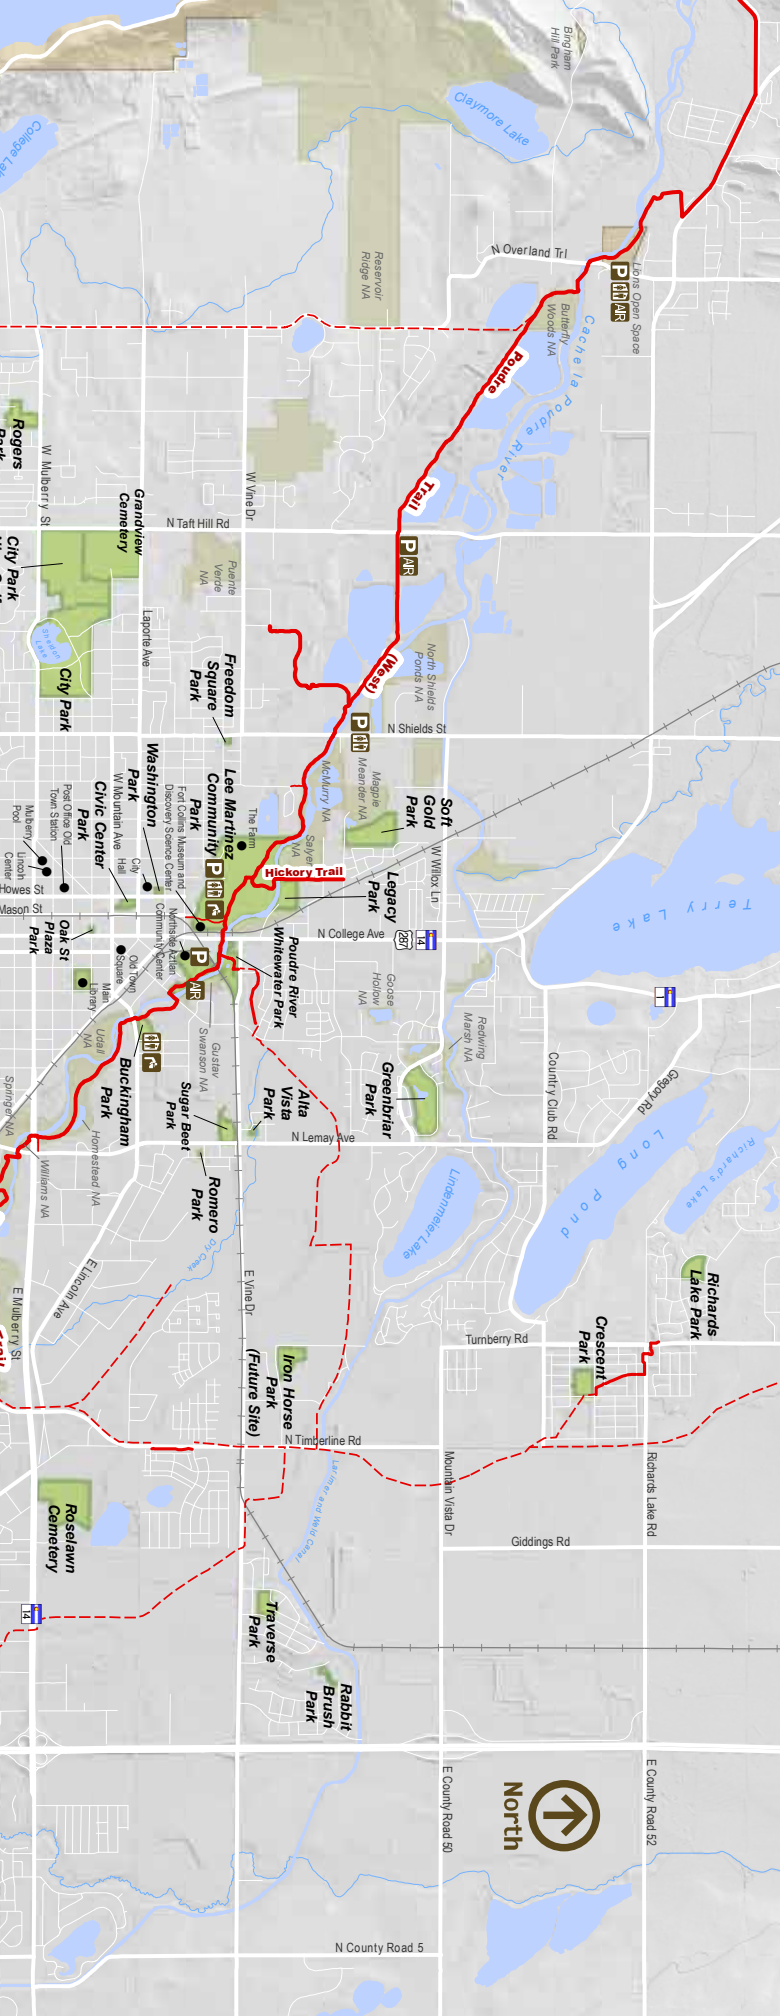 Bingham
Hill Park
Claymore Lake
College Lake
N Overland Trl
Lions Open Space
P
AIR
Reservoir
Ridge NA
Butterfly
Woods NA
Cache la Poudre River
Poudre
Trail
(West)
Rogers
Park
W Mulberry St
W Vine Dr
Grandview
Cemetery
N Taft Hill Rd
P
AIR
City Park
Puente
Verde
NA
Sheldon
Lake
Laporte Ave
City Park
Freedom
Square
Park
North Shields
Ponds NA
P
N Shields St
McMurry NA
Magpie
Meander NA
Soft
Gold
Park
W Willox Ln
Washington
Park
Lee Martinez
Community
Park
The Farm
Salyer
NA
Fort Collins Museum and
Discovery Science Center
W Mountain Ave
Civic Center
Park
Post Office Old
Town Station
Mulberry
Pool
Lincoln
Center
City
Hall
P
Hickory Trail
Legacy
Park
Howes St
Mason St
Oak St
Plaza
Park
Northside Aztlan
Community Center
Old Town
Square
Main
Library
P
AIR
Poudre River
Whitewater Park
N College Ave
287
14
Terry Lake
1
Goose
Hollow
NA
Redwing
Marsh NA
Udall
NA
Gustav
Swanson NA
Buckingham
Park
Sugar Beet
Park
Alta
Vista
Park
Greenbriar
Park
Country Club Rd
Gregory Rd
Springer NA
Homestead NA
Williams NA
N Lemay Ave
Romero
Park
Long Pond
Richard's Lake
Lindenmeier Lake
Dry Creek
E Lincoln Ave
E Mulberry St
E Vine Dr
Richards
Lake Park
Turnberry Rd
Crescent
Park
Trail
Iron Horse
Park
(Future Site)
N Timberline Rd
Larimer and Weld Canal
Mountain Vista Dr
Richards Lake Rd
Roselawn
Cemetery
Giddings Rd
14
Traverse
Park
Rabbit
Brush
Park
E County Road 50
E County Road 52
North
N County Road 5